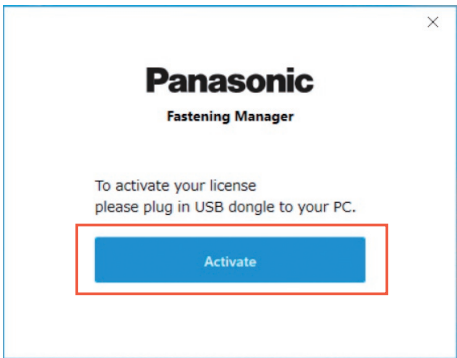 Panasonic
Fastening Manager
To activate your license
please plug in USB dongle to your PC.
Activate